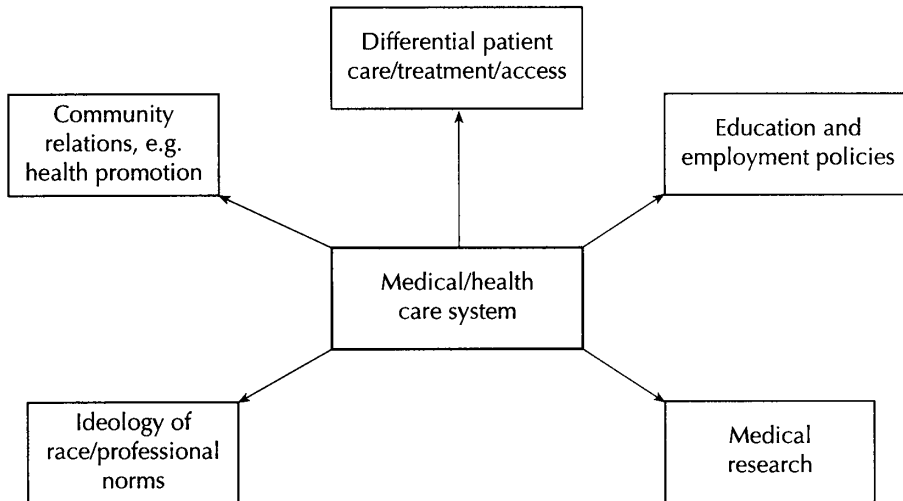 Differential patient
care/treatment/access
Community
relations, e.g.
health promotion
Education and
employment policies
Medical/health
care system
Ideology of
race/professional
norms
Medical
research